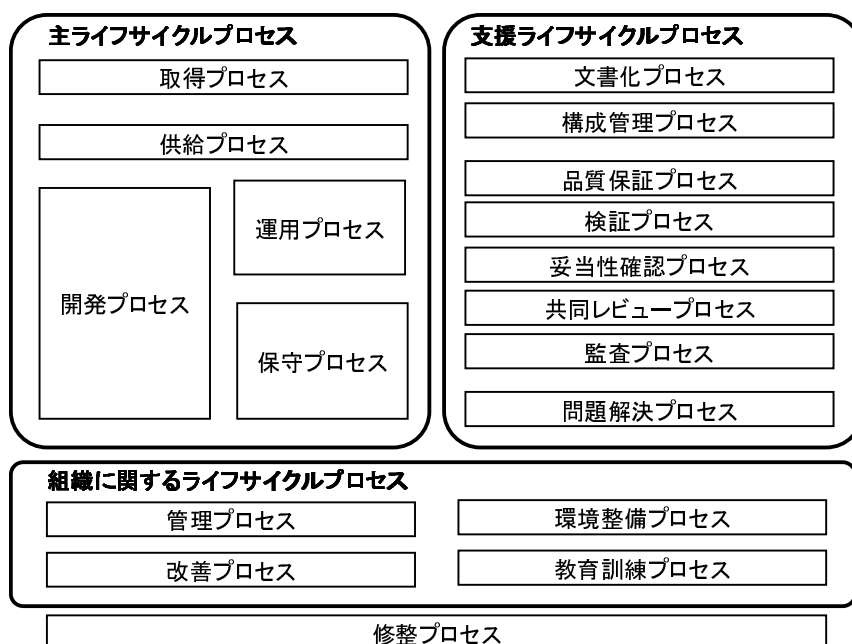 主ライフサイクルプロセス
取得プロセス
供給プロセス
開発プロセス
運用プロセス
保守プロセス
支援ライフサイクルプロセス
文書化プロセス
構成管理プロセス
品質保証プロセス
検証プロセス
妥当性確認プロセス
共同レビュープロセス
監査プロセス
問題解決プロセス
組織に関するライフサイクルプロセス
管理プロセス
環境整備プロセス
改善プロセス
教育訓練プロセス
修整プロセス